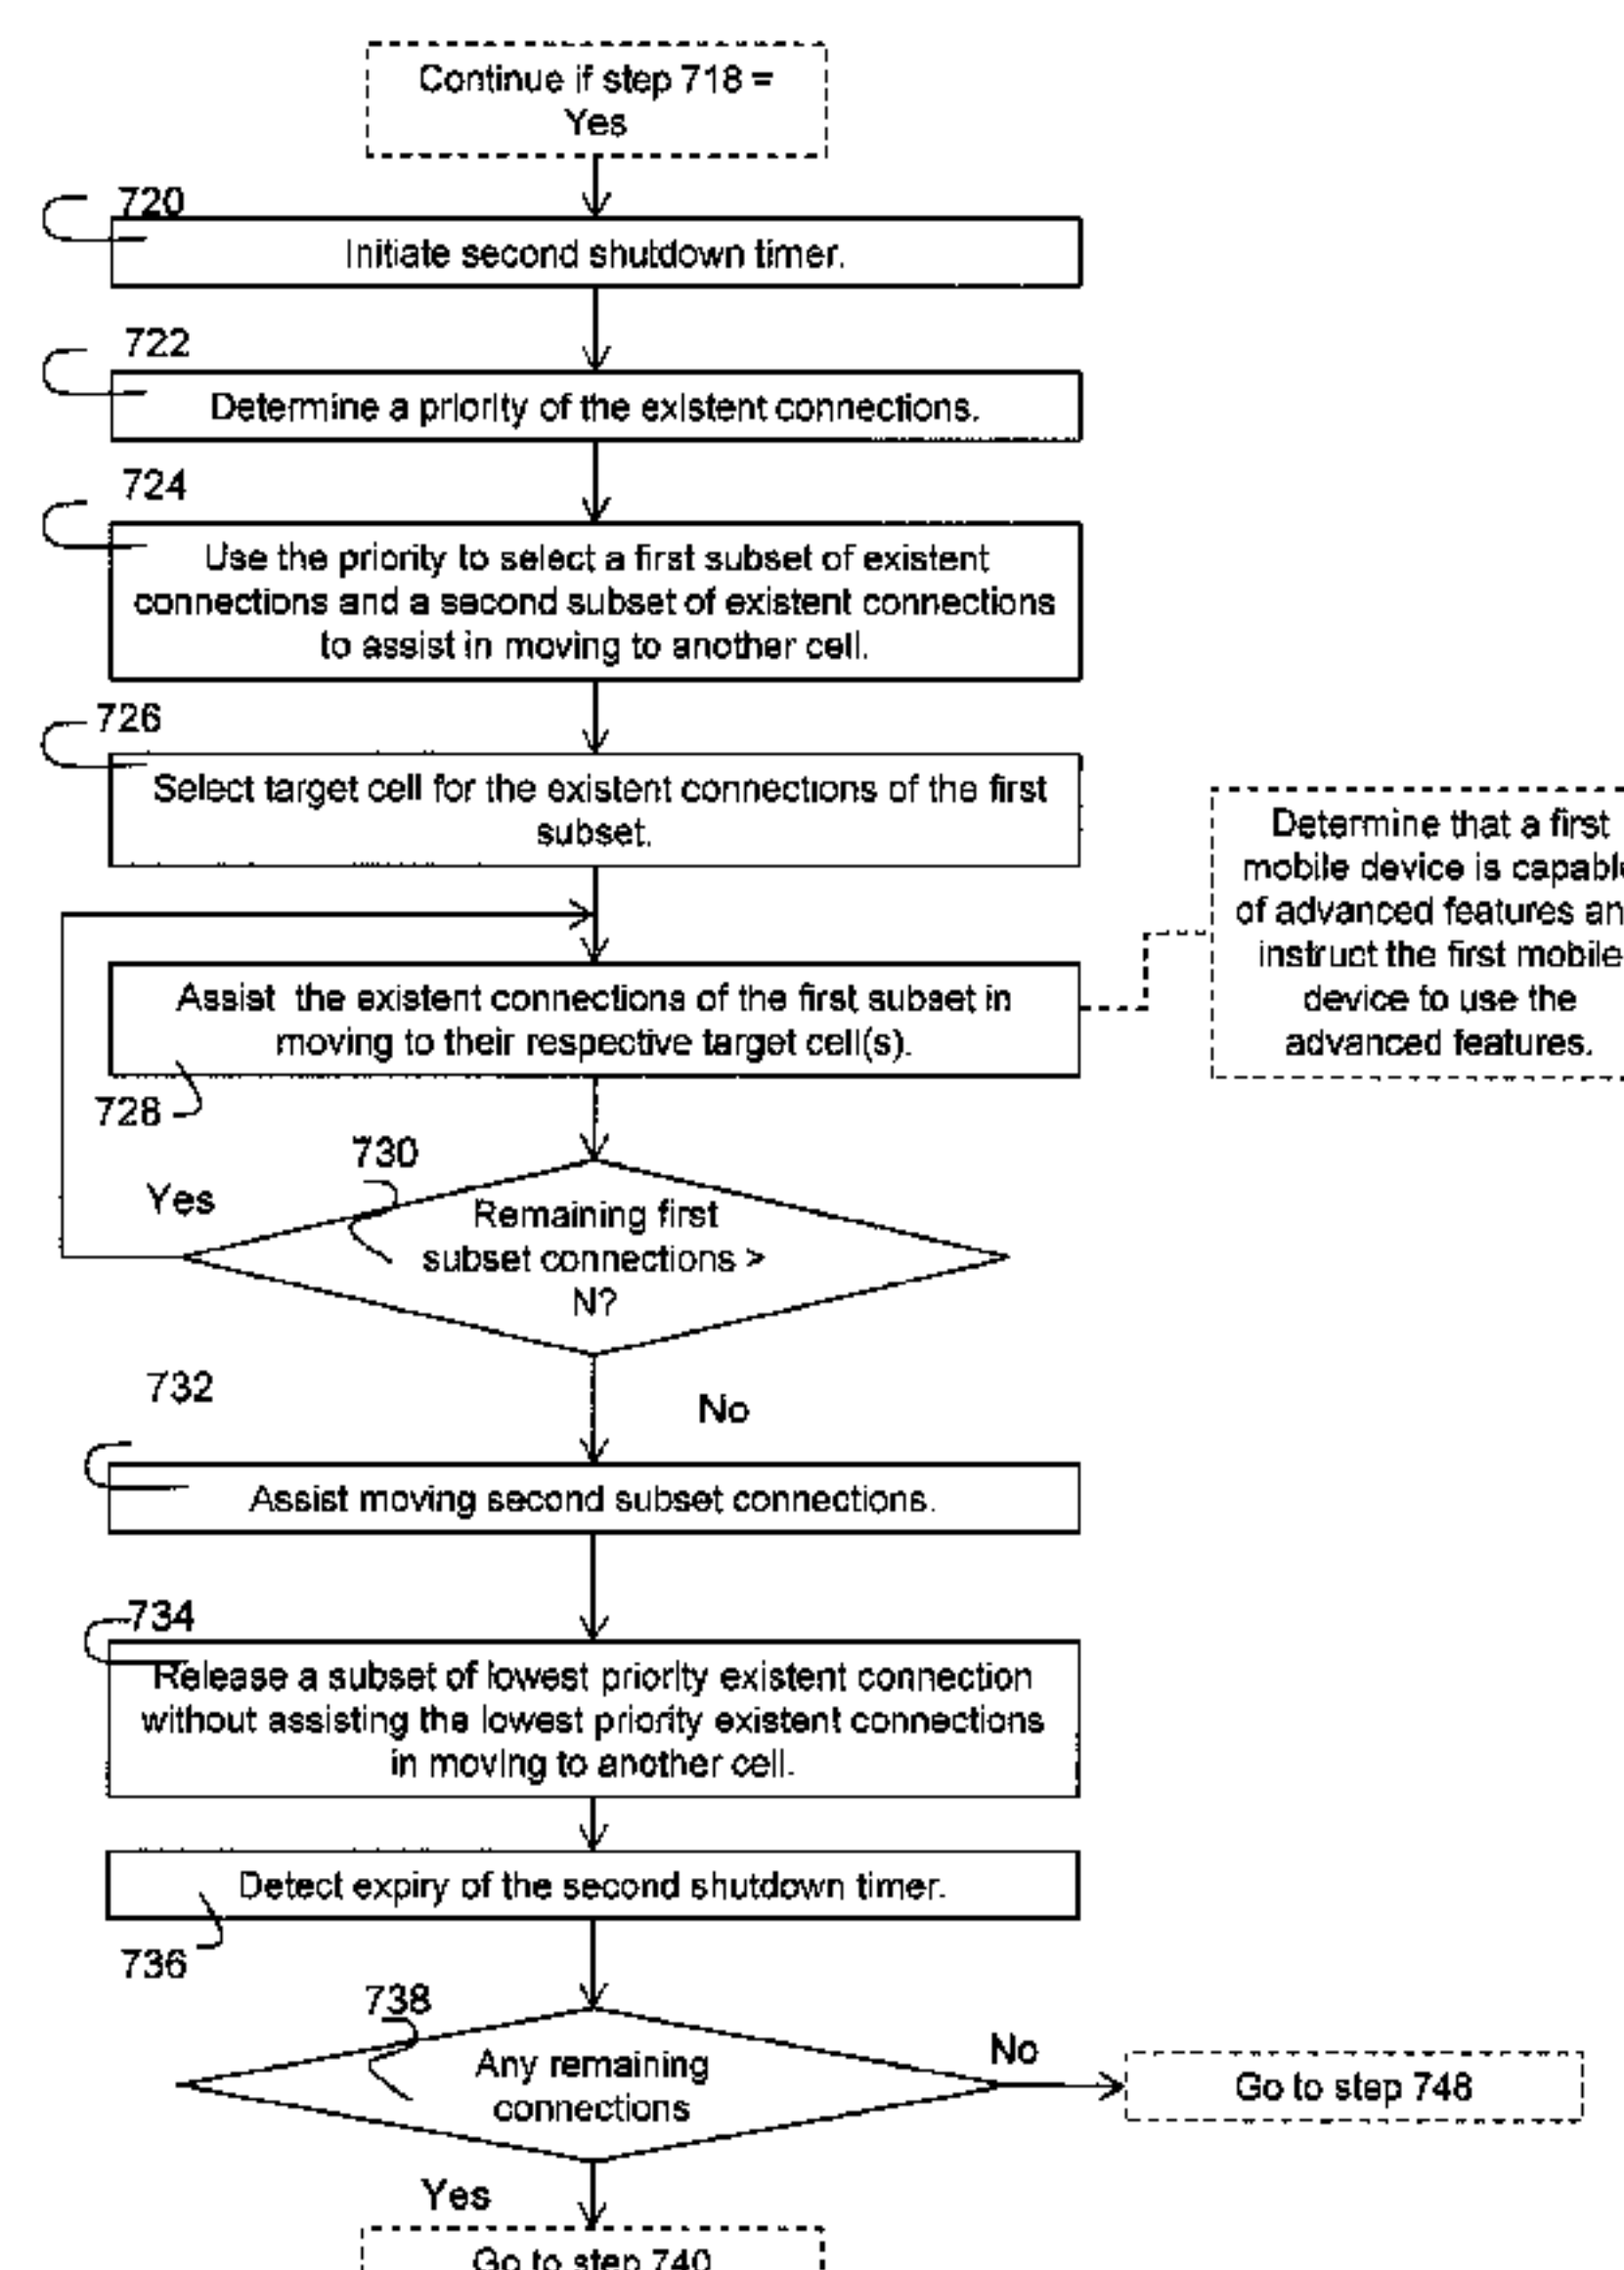 Continue if step 718 =
Yes
720
Initiate second shutdown timer.
722
Determine a priority of the existent connections.
724
Use the priority to select a first subset of existent
connections and a second subset of existent connections
to assist in moving to another cell.
726
Select target cell for the existent connections of the first
subset.
Determine that a first
mobile device is capabl
of advanced features an
instruct the first mobile
device to use the
advanced features.
Assist the existent connections of the first subset in
moving to their respective target cell(s).
728
730
Yes
Remaining first
subset connections >
N?
732
No
Assist moving second subset connections.
734
Release a subset of lowest priority existent connection
without assisting the lowest priority existent connections
in moving to another cell.
Detect expiry of the second shutdown timer.
736
738
Any remaining
connections
No
Go to step 748
Yes
Go to step 740